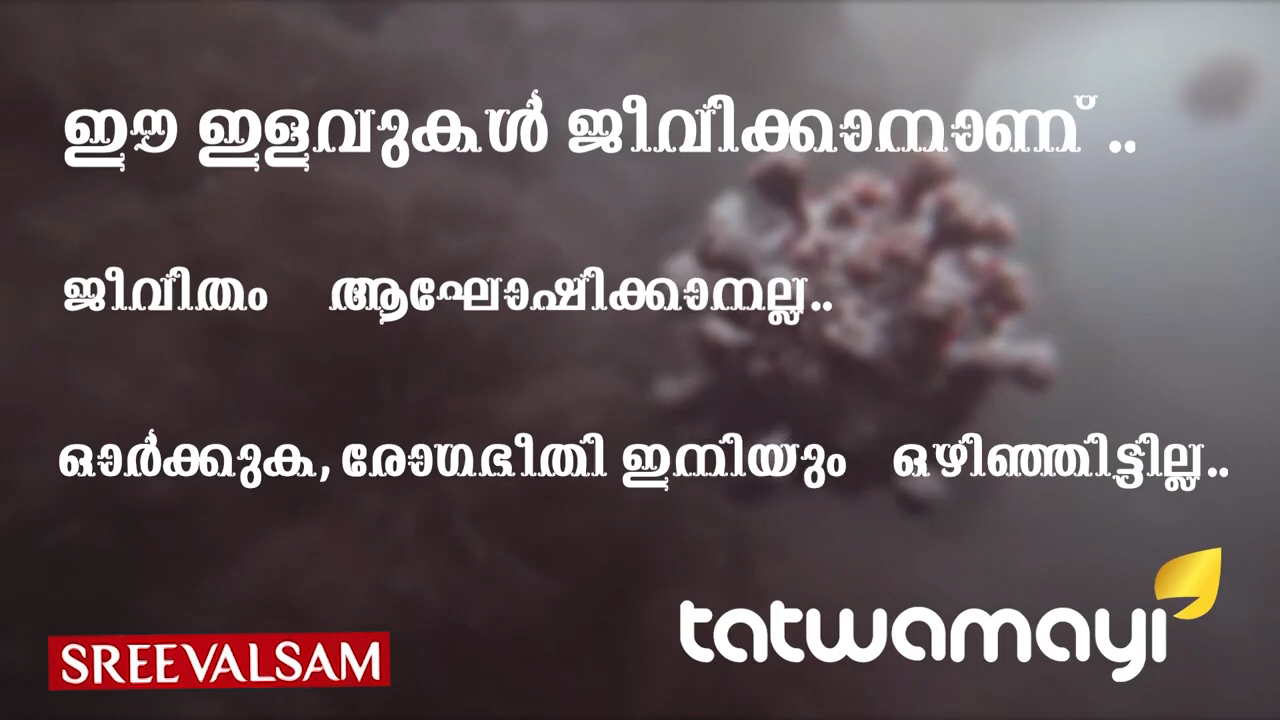 ഈ ഇളവുകൾ ജീവിക്കാനാണ് ..
ജീവിതം ആഘോഷിക്കാനല്ല..
ഓർക്കുക, രോഗഭീതി ഇനിയും ഒഴിഞ്ഞിട്ടില്ല..
tatwamayi
SREEVALSAM